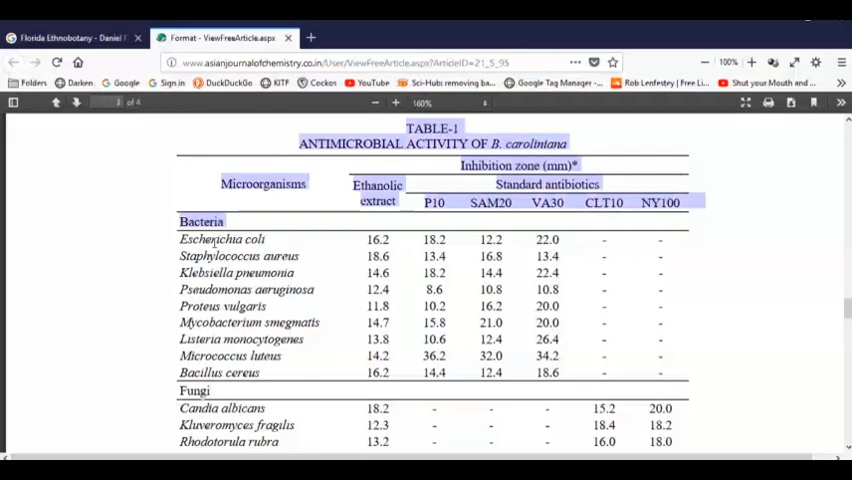 Florida Ethnobotany - Daniel F
Format - ViewFreeArticle.aspx
www.asianjournalofchemistry.co.in/User/ViewFreeArticle.aspx?ArticleID=21_5_95
100%
Folders Darken Google Sign in DuckDuckGo KITF Cockos YouTube Sci-Hub: removing ba... Google Tag Manager -... Rob Lenfestey | Free Li... Shut your Mouth and...
3 of 4
160%
TABLE-1
ANTIMICROBIAL ACTIVITY OF B. caroliniana
Microorganisms Ethanolic extract Inhibition zone (mm)*
Standard antibiotics
P10 SAM20 VA30 CLT10 NY100
Bacteria
Escherichia coli 16.2 18.2 12.2 22.0 - -
Staphylococcus aureus 18.6 13.4 16.8 13.4 - -
Klebsiella pneumonia 14.6 18.2 14.4 22.4 - -
Pseudomonas aeruginosa 12.4 8.6 10.8 10.8 - -
Proteus vulgaris 11.8 10.2 16.2 20.0 - -
Mycobacterium smegmatis 14.7 15.8 21.0 20.0 - -
Listeria monocytogenes 13.8 10.6 12.4 26.4 - -
Micrococcus luteus 14.2 36.2 32.0 34.2 - -
Bacillus cereus 16.2 14.4 12.4 18.6 - -
Fungi
Candia albicans 18.2 - - - 15.2 20.0
Kluveromyces fragilis 12.3 - - - 18.4 18.2
Rhodotorula rubra 13.2 - - - 16.0 18.0